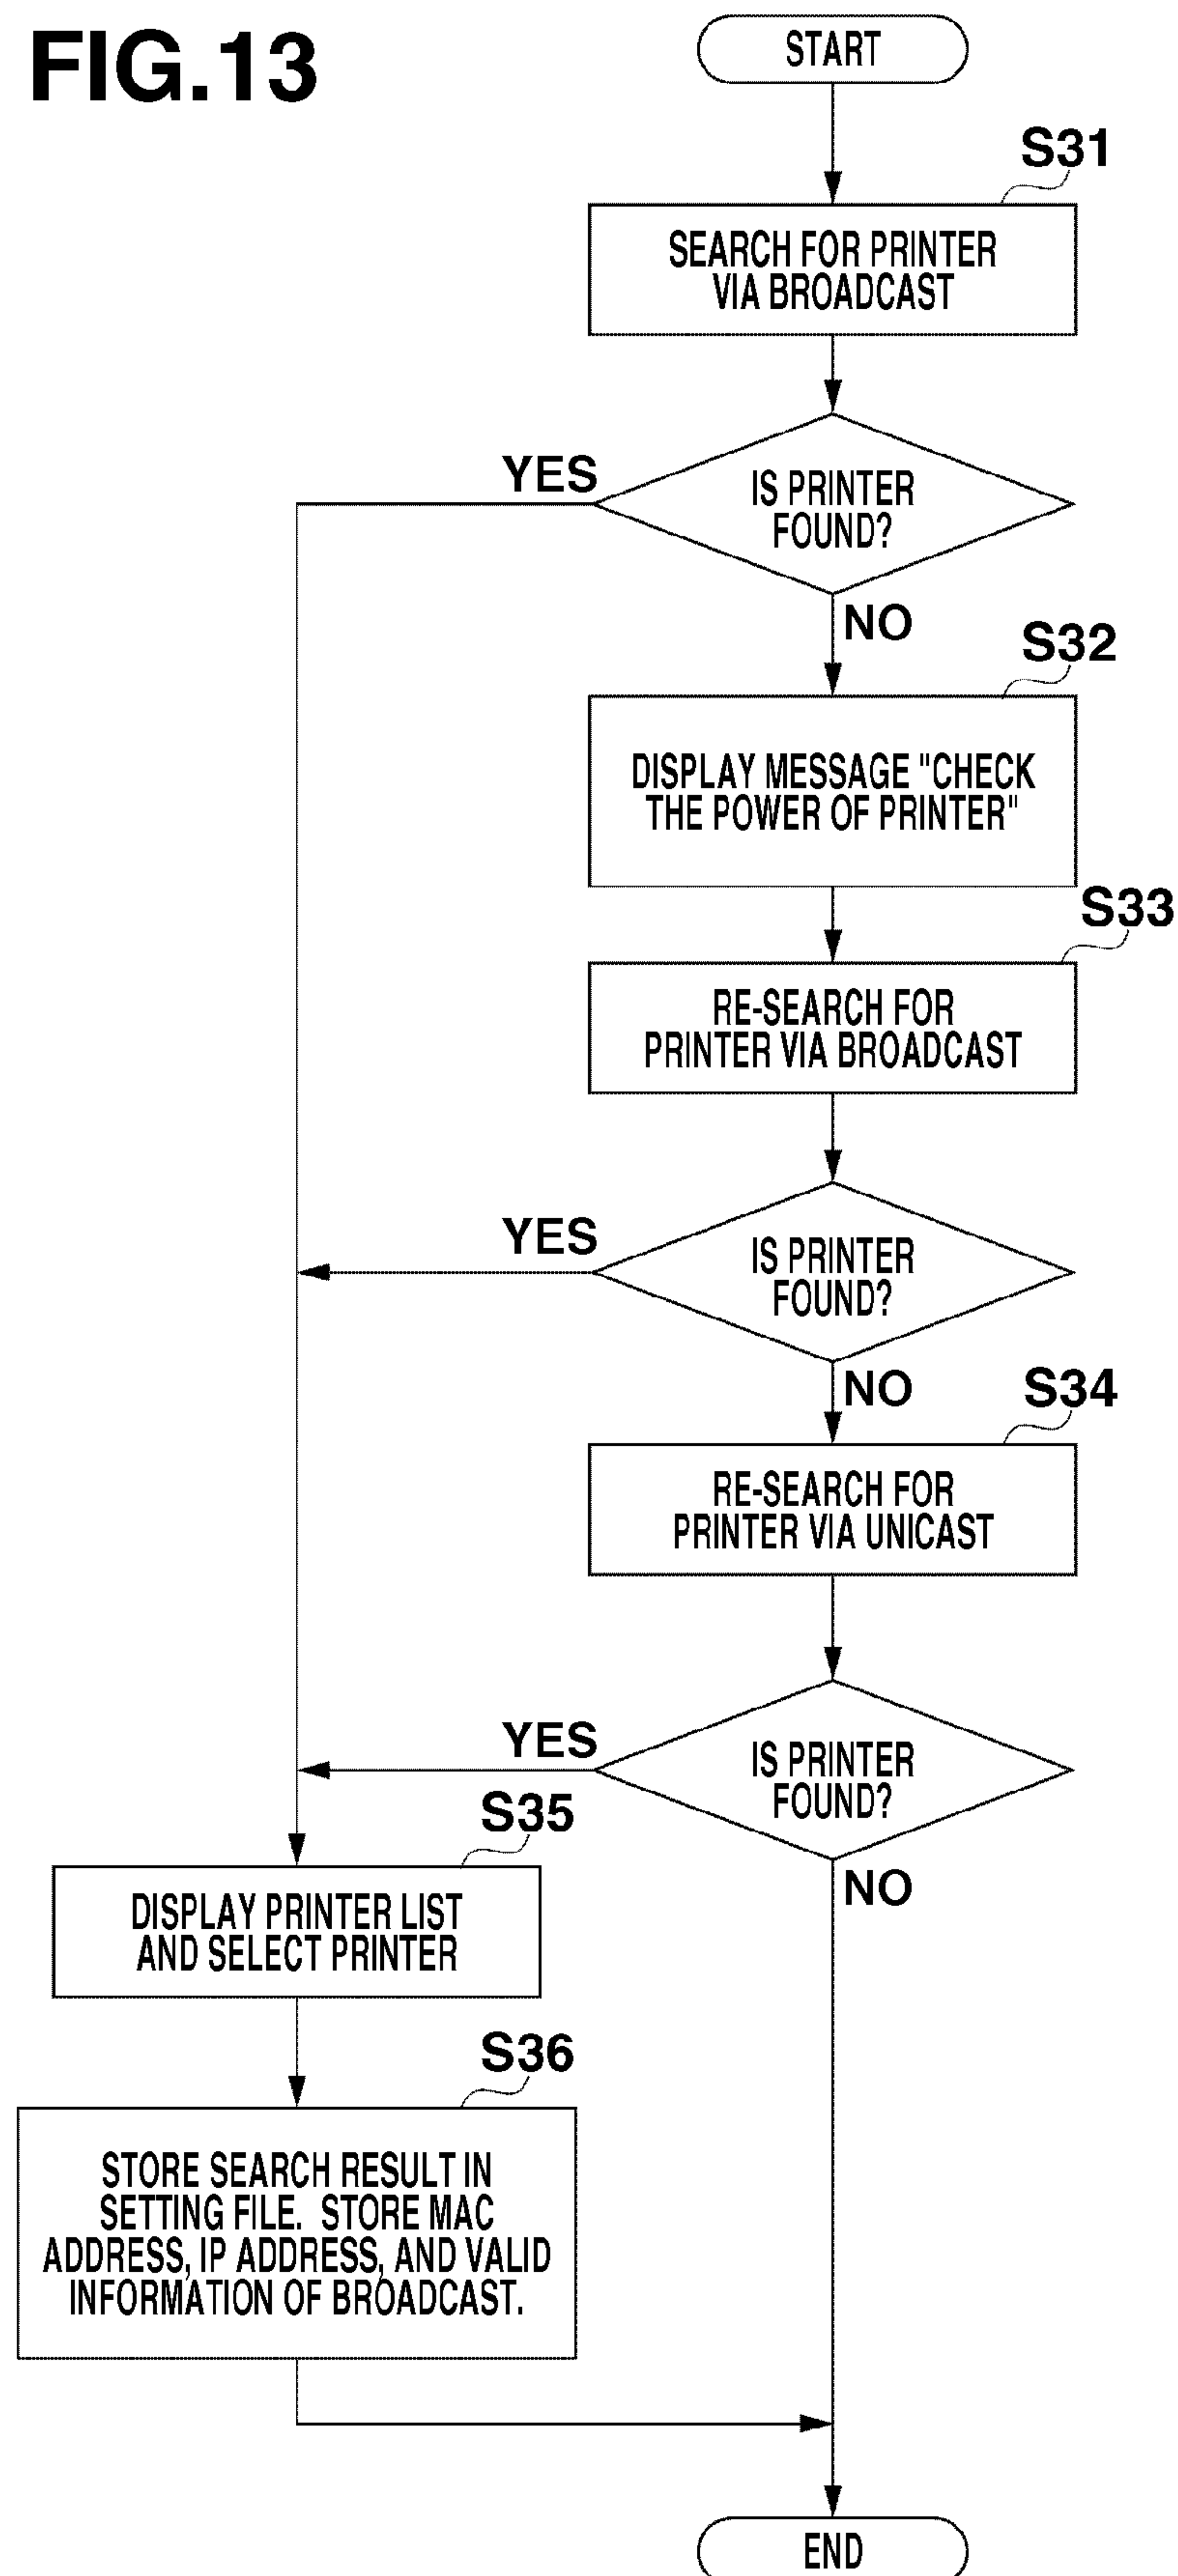 FIG.13
START
S31
SEARCH FOR PRINTER
VIA BROADCAST
YES
IS PRINTER
FOUND?
NO
S32
DISPLAY MESSAGE "CHECK
THE POWER OF PRINTER"
S33
RE-SEARCH FOR
PRINTER VIA BROADCAST
YES
IS PRINTER
FOUND?
NO
S34
RE-SEARCH FOR
PRINTER VIA UNICAST
YES
IS PRINTER
FOUND?
NO
S35
DISPLAY PRINTER LIST
AND SELECT PRINTER
S36
STORE SEARCH RESULT IN
SETTING FILE. STORE MAC
ADDRESS, IP ADDRESS, AND VALID
INFORMATION OF BROADCAST.
END